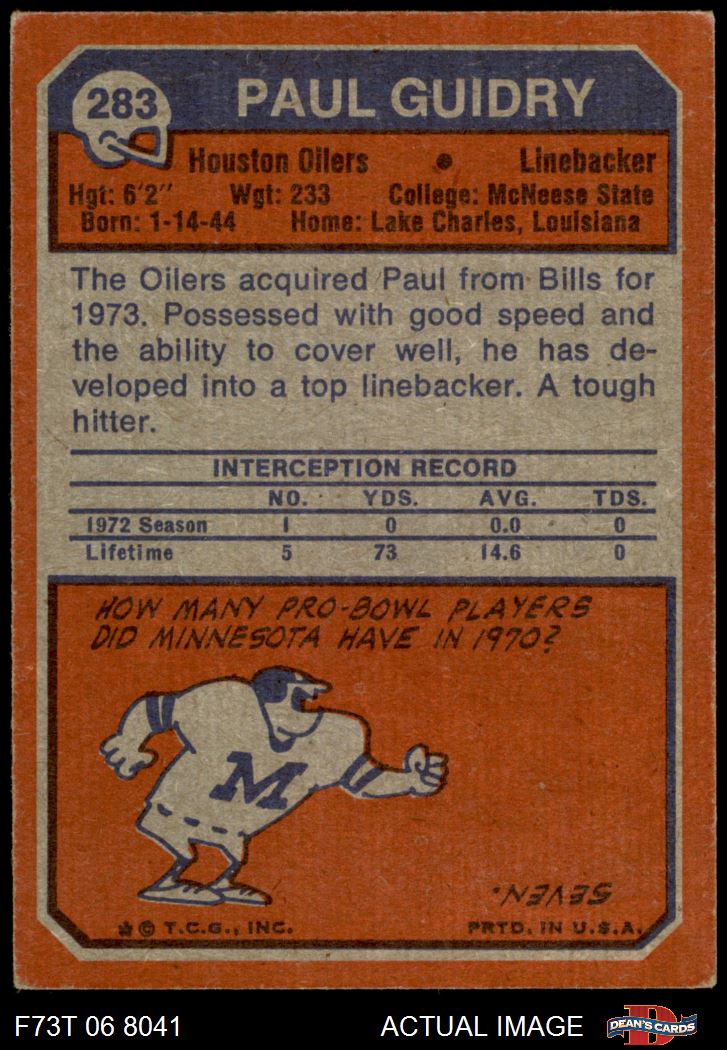 283
PAUL GUIDRY
Houston Oilers • Linebacker
Hgt: 6'2" Wgt: 233 College: McNeese State
Born: 1-14-44 Home: Lake Charles, Louisiana
The Oilers acquired Paul from Bills for
1973. Possessed with good speed and
the ability to cover well, he has de-
veloped into a top linebacker. A tough
hitter.
INTERCEPTION RECORD
NO. YDS. AVG. TDS.
1972 Season 1 0 0.0 0
Lifetime 5 73 14.6 0
HOW MANY PRO-BOWL PLAYERS
DID MINNESOTA HAVE IN 1970?
M
SEVEN.
© T.C.G., INC. PRTD. IN U.S.A.
F73T 06 8041 ACTUAL IMAGE
D
DEAN'S CARDS